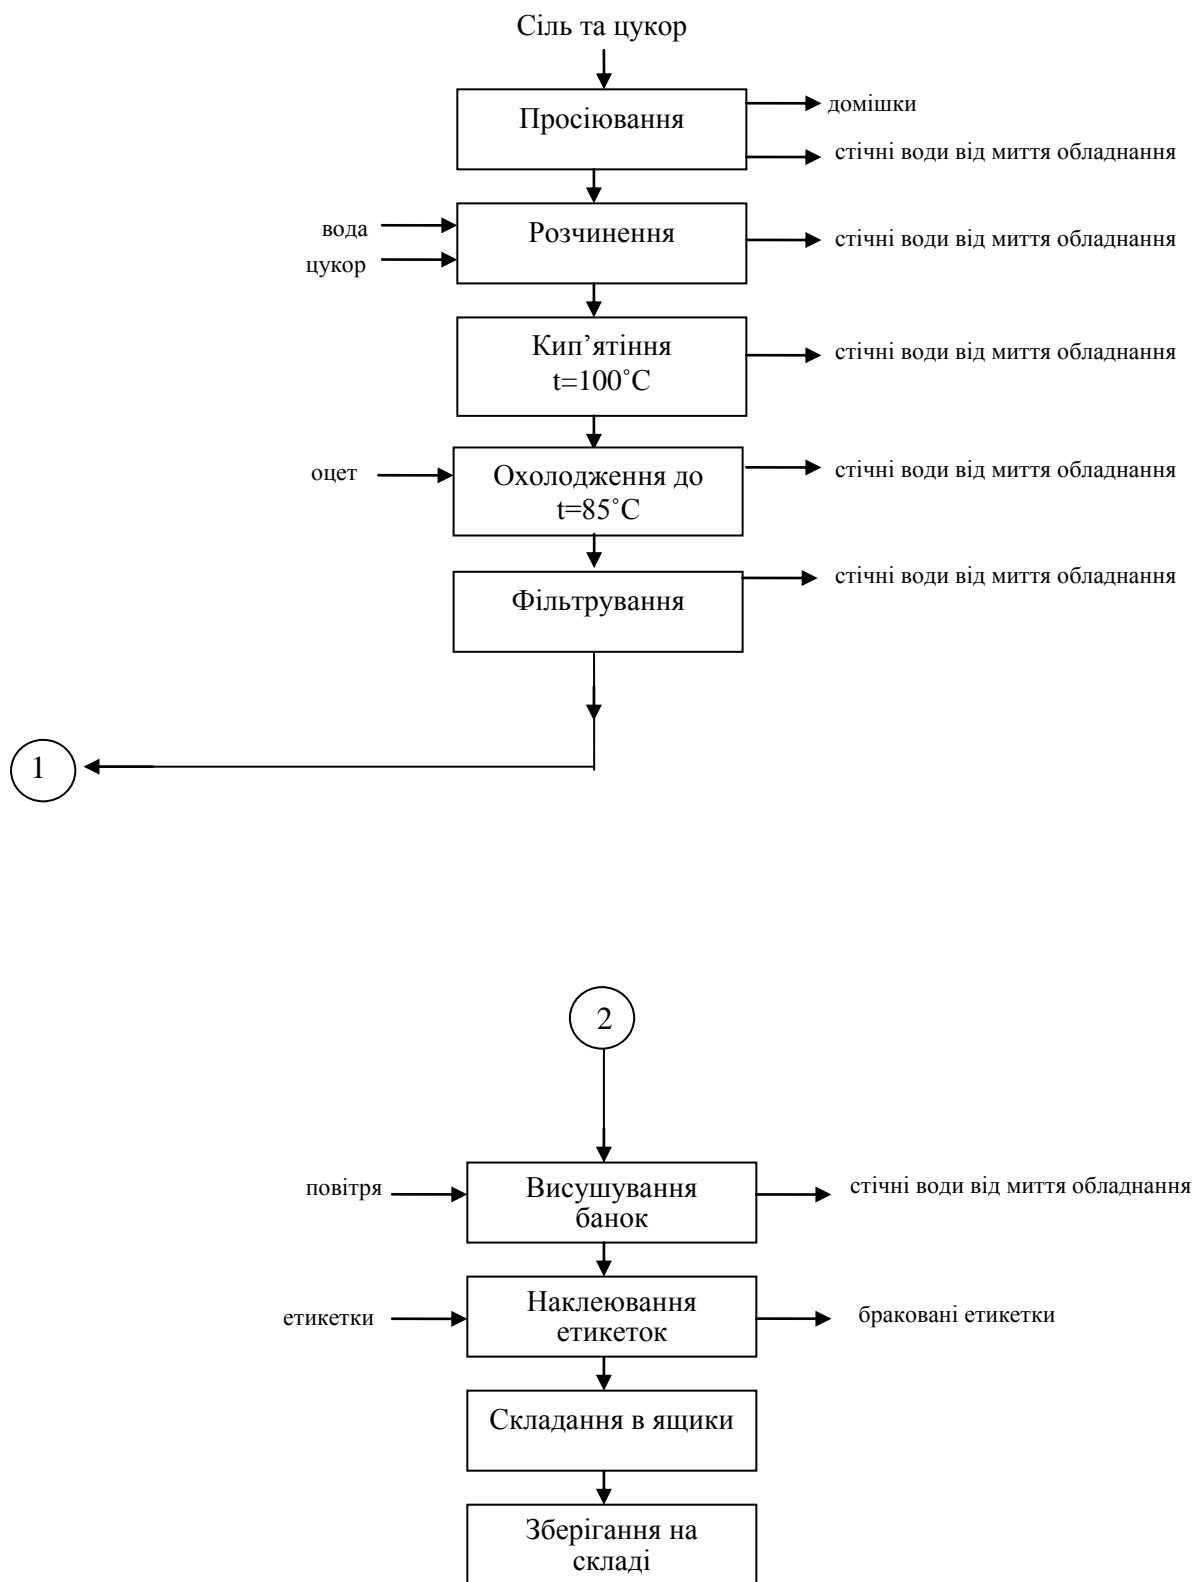 Сіль та цукор
Просіювання
домішки
стічні води від миття обладнання
вода
цукор
Розчинення
стічні води від миття обладнання
Кип’ятіння
t=100˚C
стічні води від миття обладнання
оцет
Охолодження до
t=85˚C
стічні води від миття обладнання
Фільтрування
стічні води від миття обладнання
1
2
повітря
Висушування
банок
стічні води від миття обладнання
етикетки
Наклеювання
етикеток
браковані етикетки
Складання в ящики
Зберігання на
складі